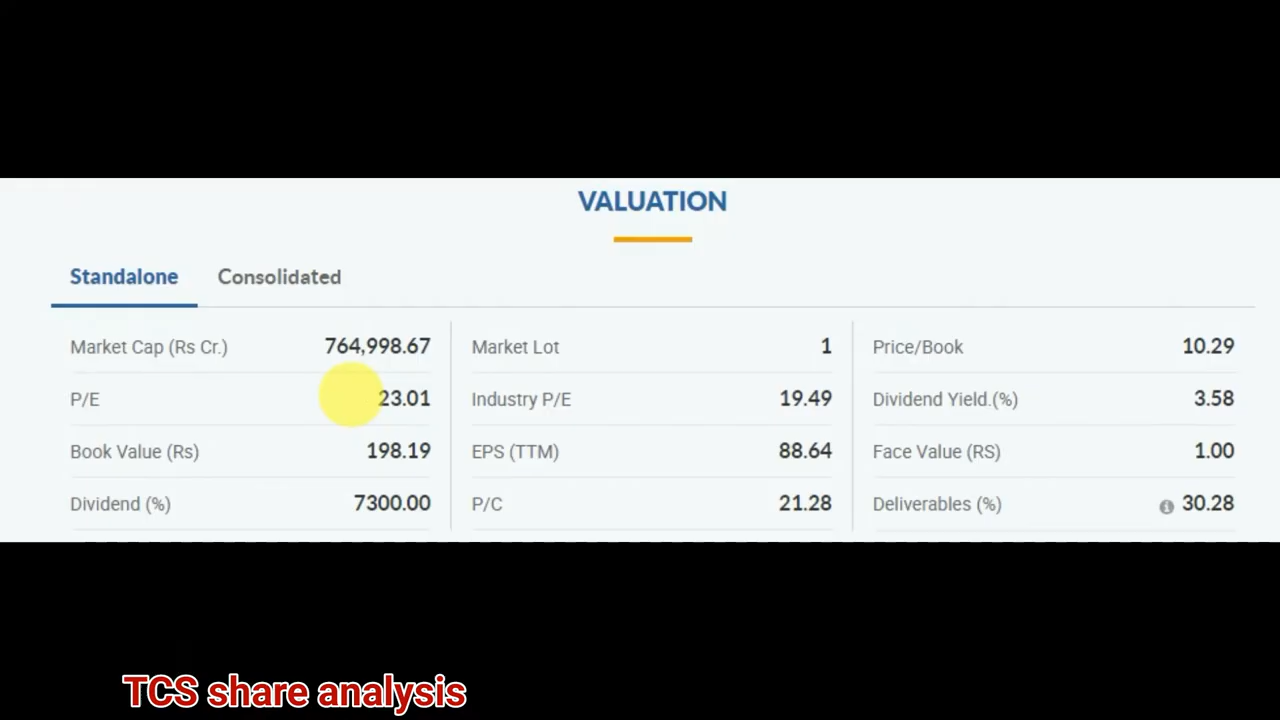 VALUATION
Standalone Consolidated
Market Cap (Rs Cr.) 764,998.67 Market Lot 1 Price/Book 10.29
P/E 23.01 Industry P/E 19.49 Dividend Yield.(%) 3.58
Book Value (Rs) 198.19 EPS (TTM) 88.64 Face Value (RS) 1.00
Dividend (%) 7300.00 P/C 21.28 Deliverables (%) i 30.28
TCS share analysis